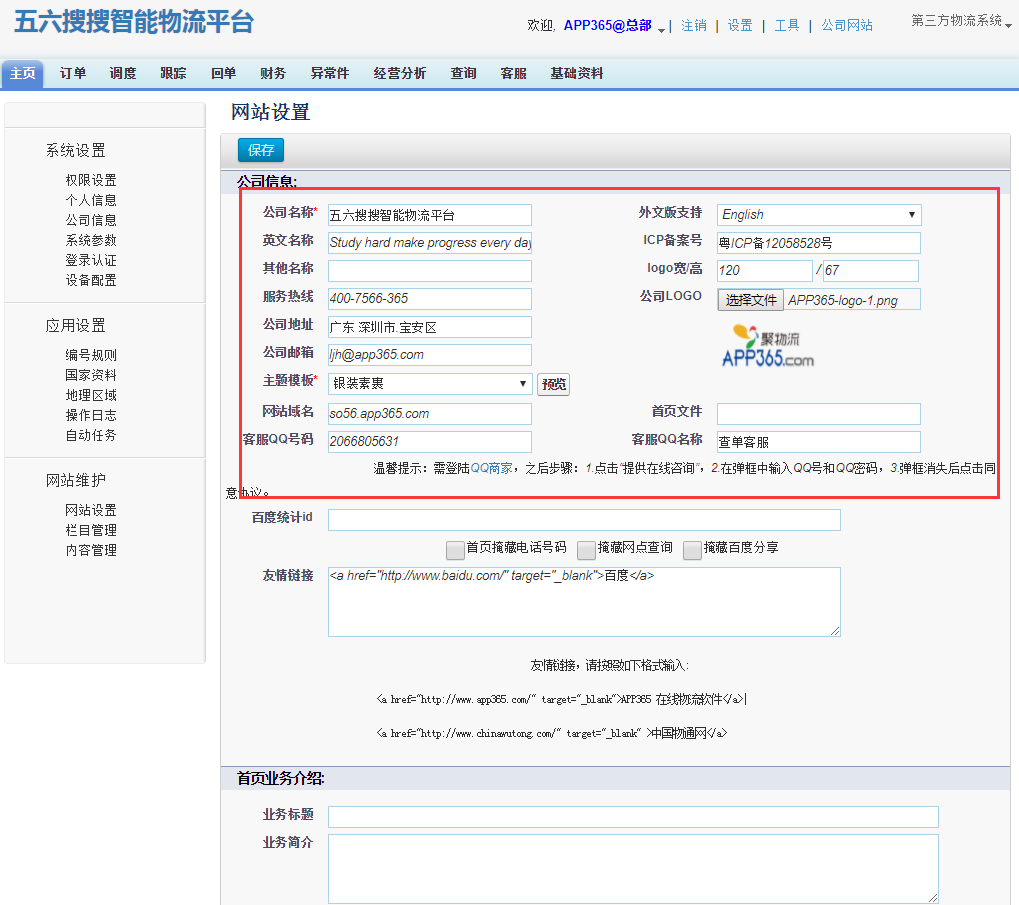 五六搜搜智能物流平台
欢迎, APP365@总部 | 注销 | 设置 | 工具 | 公司网站 第三方物流系统
主页 订单 调度 跟踪 回单 财务 异常件 经营分析 查询 客服 基础资料
系统设置
权限设置
个人信息
公司信息
系统参数
登录认证
设备配置
应用设置
编号规则
国家资料
地理区域
操作日志
自动任务
网站维护
网站设置
栏目管理
内容管理
网站设置
保存
公司信息:
公司名称* 五六搜搜智能物流平台 外文版支持 English
英文名称 Study hard make progress every day ICP备案号 粤ICP备12058528号
其他名称 logo宽/高 120 / 67
服务热线 400-7566-365 公司LOGO 选择文件 APP365-logo-1.png
公司地址 广东 深圳市.宝安区
聚物流
APP365.com
公司邮箱 ljh@app365.com
主题模板* 银装素裹 预览
网站域名 so56.app365.com 首页文件
客服QQ号码 2066805631 客服QQ名称 查单客服
温馨提示：需登陆QQ商家，之后步骤：1.点击"提供在线咨询"，2.在弹框中输入QQ号和QQ密码，3.弹框消失后点击同
意协议。
百度统计id
首页掩藏电话号码 掩藏网点查询 掩藏百度分享
友情链接 <a href="http://www.baidu.com/" target="_blank">百度</a>
友情链接，请按照如下格式输入:
<a href="http://www.app365.com/" target="_blank">APP365 在线物流软件</a>|
<a href="http://www.chinawutong.com/" target="_blank" >中国物通网</a>
首页业务介绍:
业务标题
业务简介